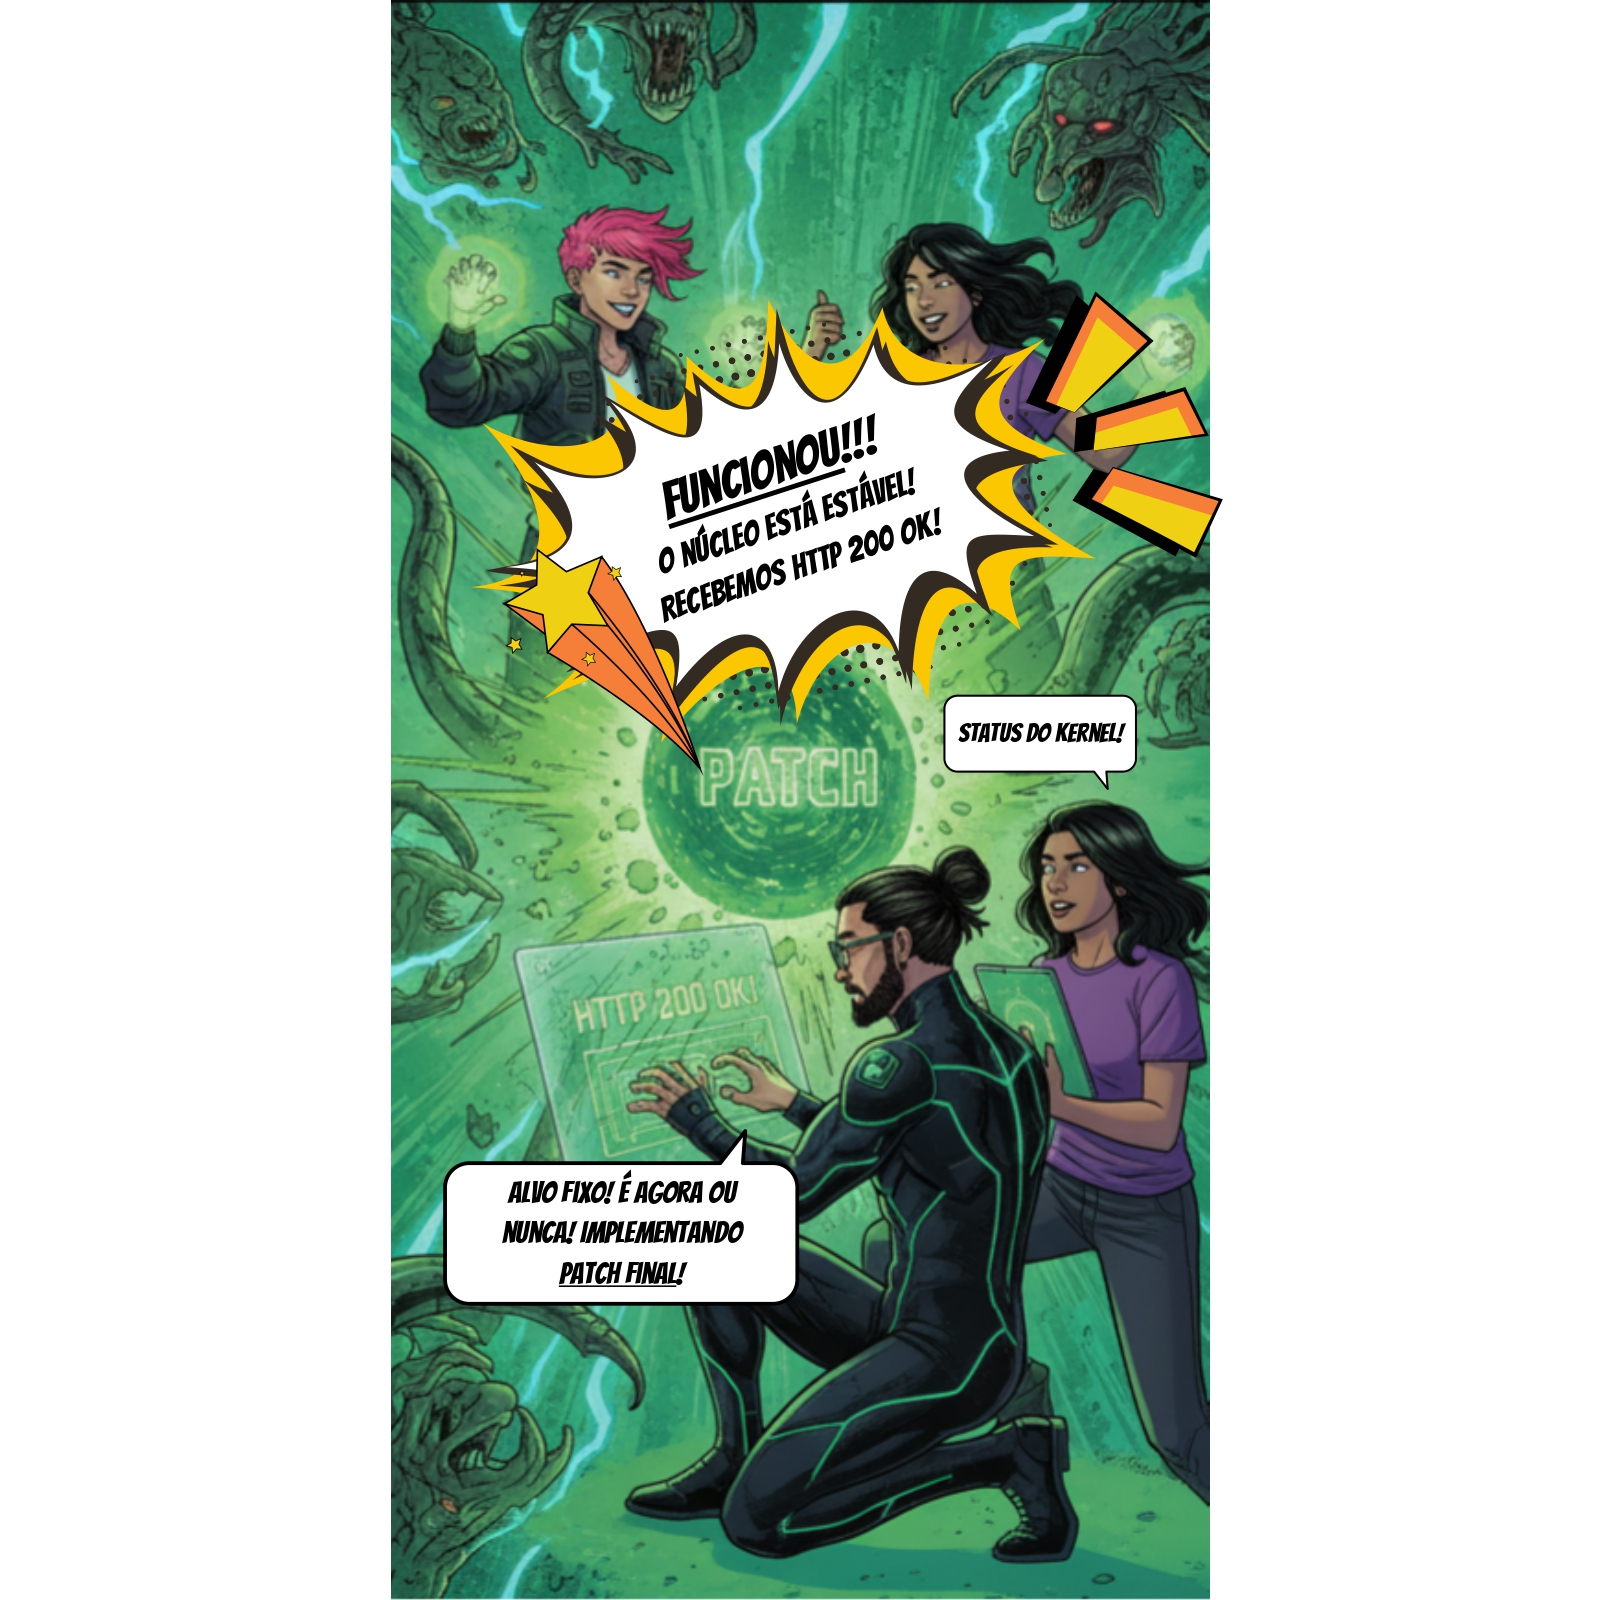 FUNCIONOU!!!
O NÚCLEO ESTÁ ESTÁVEL!
RECEBEMOS HTTP 200 OK!
PATCH
STATUS DO KERNEL!
HTTP 200 OK!
ALVO FIXO! É AGORA OU
NUNCA! IMPLEMENTANDO
PATCH FINAL!